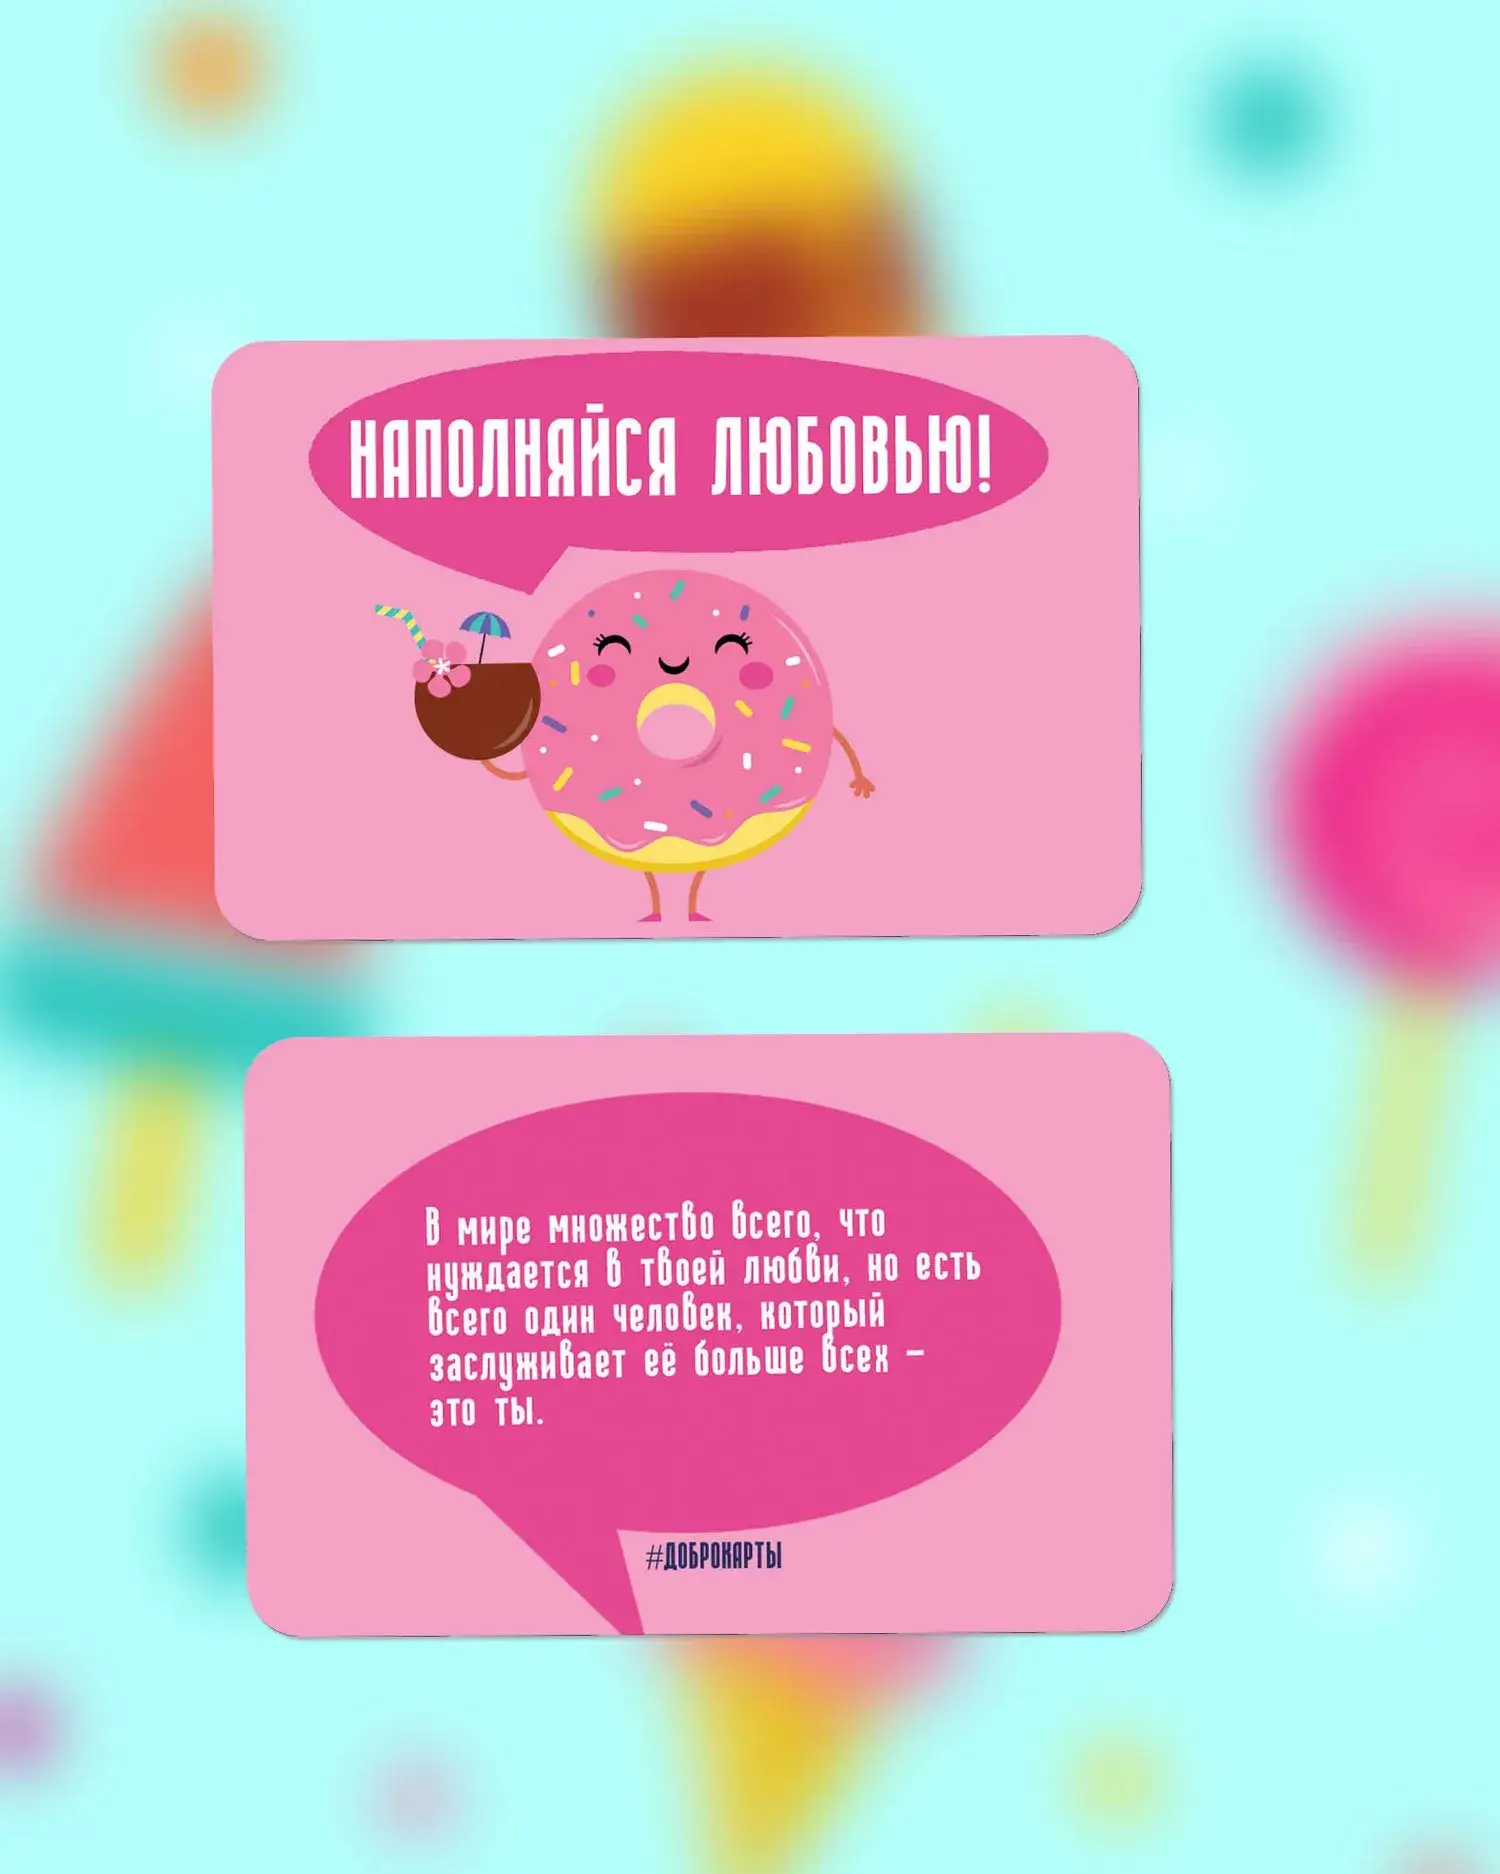 НАПОЛНЯЙСЯ ЛЮБОВЬЮ!
В мире множество всего, что
нуждается в твоей любви, но есть
всего один человек, который
заслуживает её больше всех –
это ты.
#ДОБРОКАРТЫ